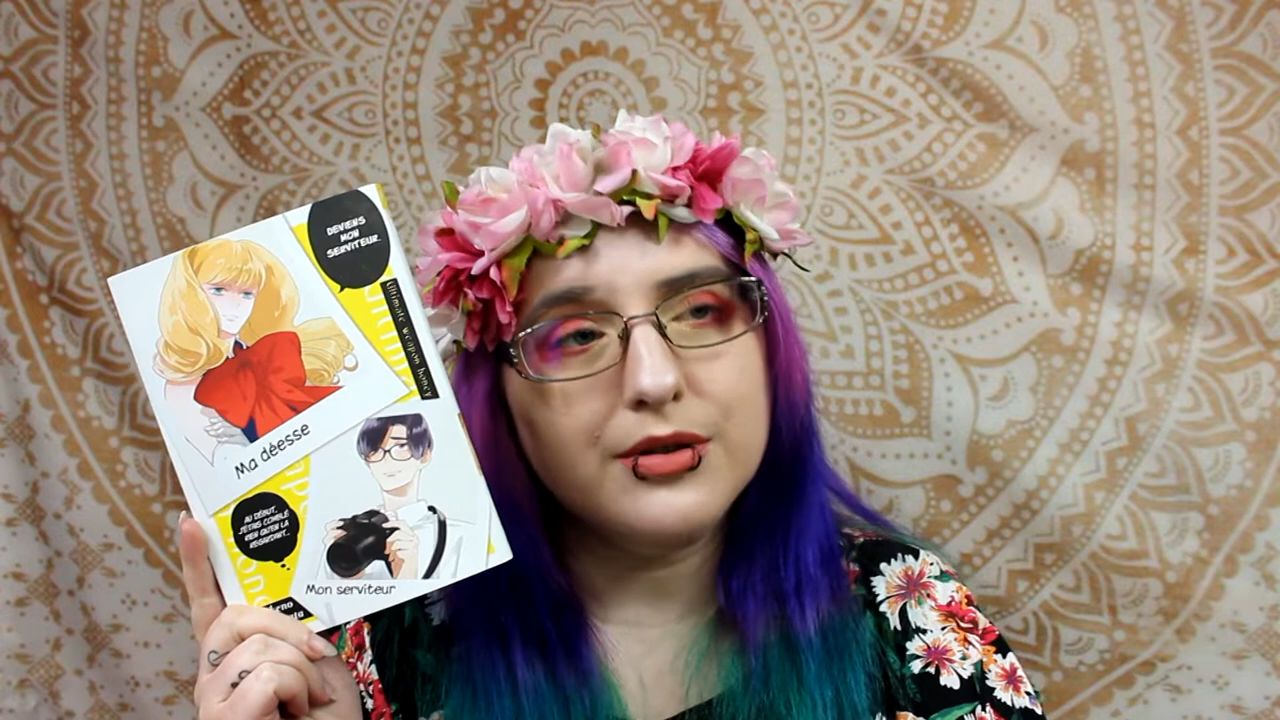 DEVIENS
MON
SERVITEUR.
Ultimate weapon honey
Ma déesse
AU DÉBUT,
J'ÉTAIS COMBLÉ
RIEN QU'EN LA
REGARDANT...
Mon serviteur